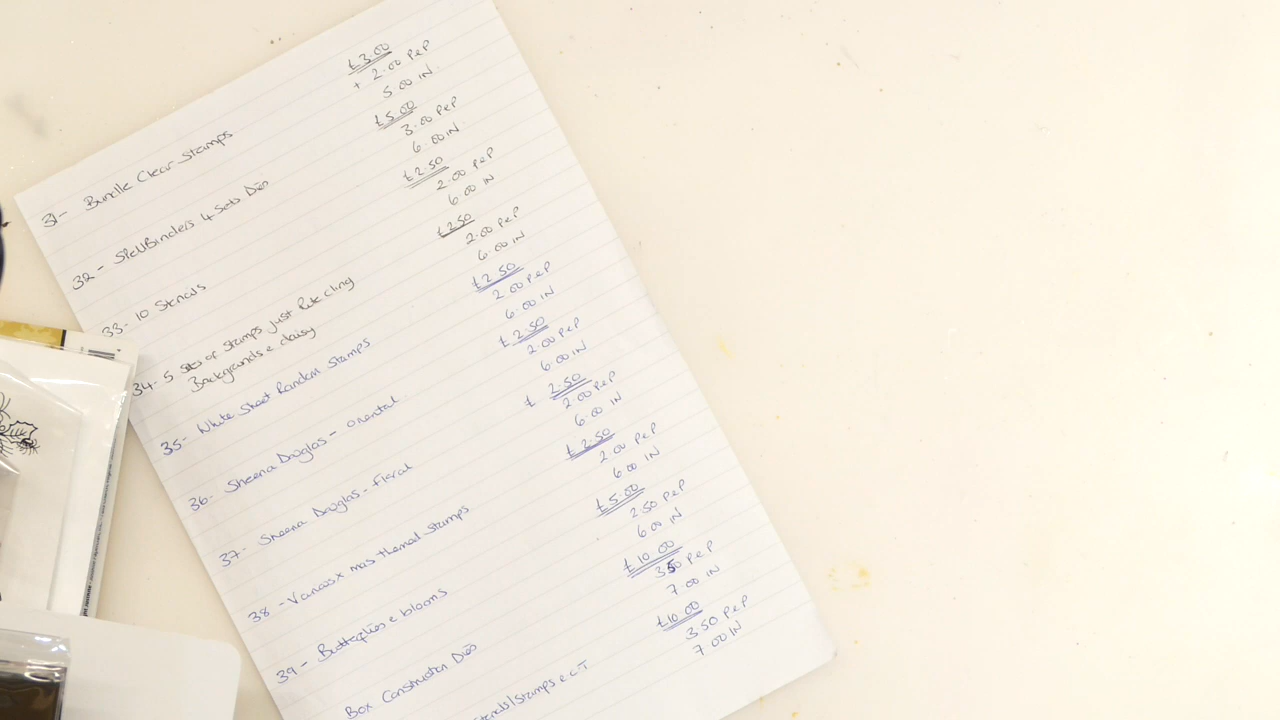 £3.00
+ 2.00 P&P
31- Bundle Clear Stamps
5.00 IN
£5.00
3.00 P&P
32- SpellBinders 4 Sets Dies
6.00 IN
£2.50
2.00 P&P
33- 10 Stencils
6.00 IN
£2.50
2.00 P&P
34- 5 Sets of Stamps just Rite Cling
6.00 IN
Backgrounds & daisy
£2.50
2.00 P&P
35- White Sheet Random Stamps
6.00 IN
£2.50
2.00 P&P
36- Sheena Douglas - oriental
6.00 IN
£ 2.50
2.00 P&P
37- Sheena Douglas - Floral
6.00 IN
£2.50
2.00 P&P
38- Various x mas themed Stamps
6.00 IN
£5.00
2.50 P&P
39- Butterflies & blooms
6.00 IN
£10.00
3.50 P&P
Box Construction Dies
7.00 IN
£10.00
3.50 P&P
/Stamps e CT
7.00 IN